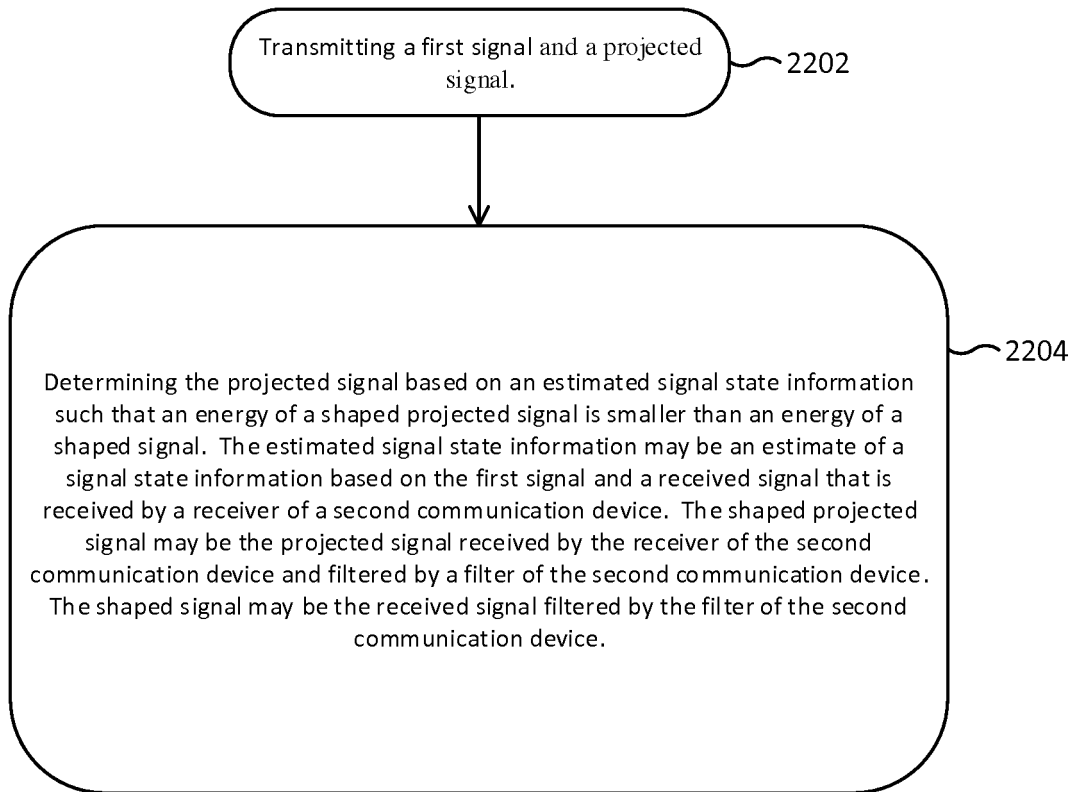 Transmitting a first signal and a projected
signal.
2202
2204
Determining the projected signal based on an estimated signal state information
such that an energy of a shaped projected signal is smaller than an energy of a
shaped signal. The estimated signal state information may be an estimate of a
signal state information based on the first signal and a received signal that is
received by a receiver of a second communication device. The shaped projected
signal may be the projected signal received by the receiver of the second
communication device and filtered by a filter of the second communication device.
The shaped signal may be the received signal filtered by the filter of the second
communication device.